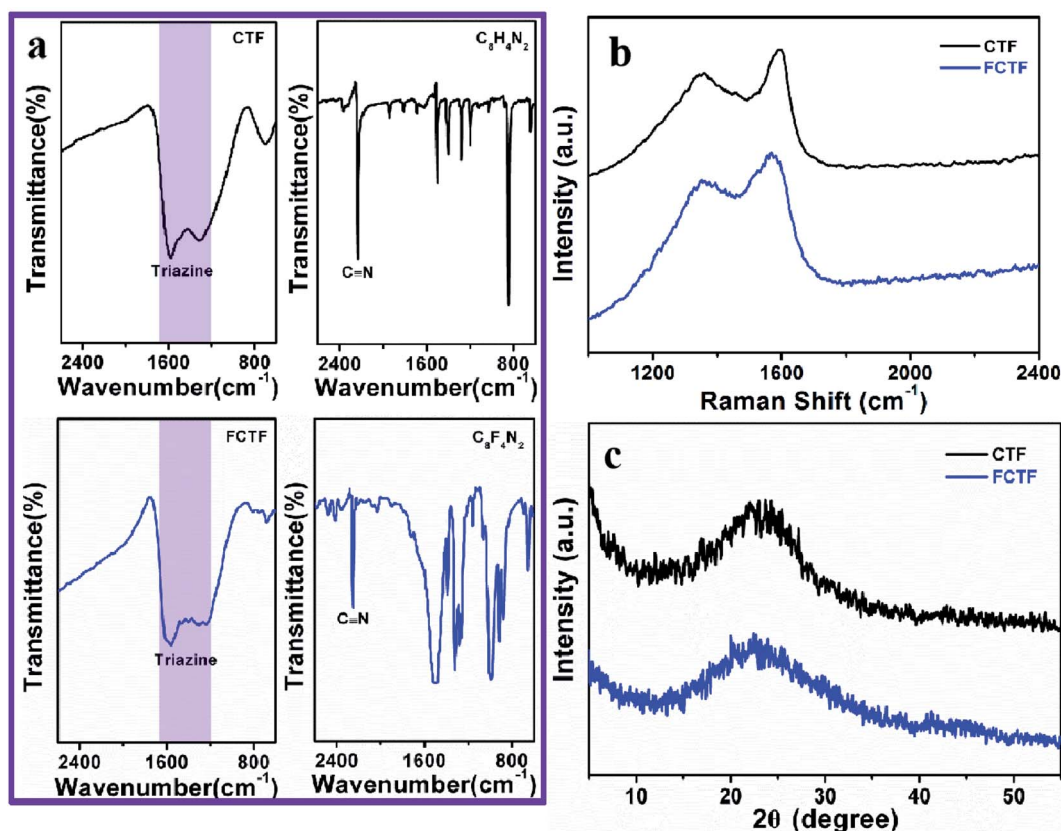 a
CTF
Transmittance(%)
Triazine
2400 1600 800
Wavenumber(cm⁻¹)
C₈H₄N₂
Transmittance(%)
C≡N
2400 1600 800
Wavenumber(cm⁻¹)
FCTF
Transmittance(%)
Triazine
2400 1600 800
Wavenumber(cm⁻¹)
C₈F₄N₂
Transmittance(%)
C≡N
2400 1600 800
Wavenumber(cm⁻¹)
b
CTF
FCTF
Intensity (a.u.)
1200 1600 2000 2400
Raman Shift (cm⁻¹)
c
CTF
FCTF
Intensity (a.u.)
10 20 30 40 50
2θ (degree)